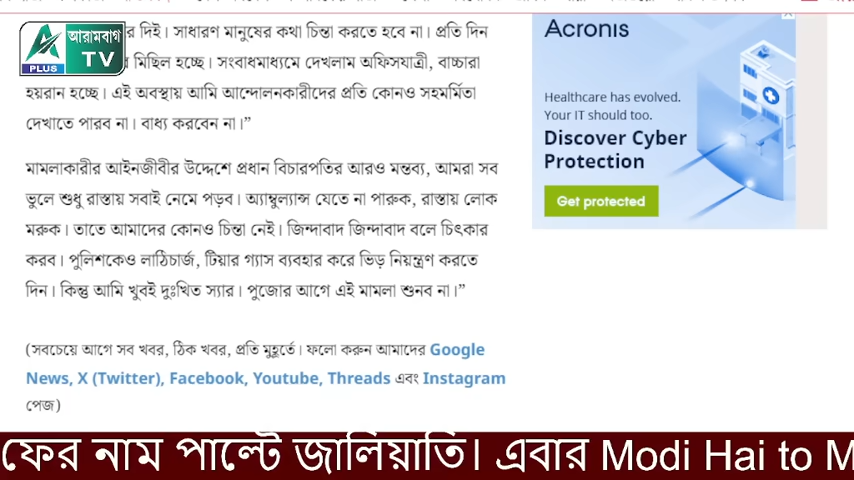 আরামবাগ
TV
PLUS
দিই। সাধারণ মানুষের কথা চিন্তা করতে হবে না। প্রতি দিন
মিছিল হচ্ছে। সংবাধমাধ্যমে দেখলাম অফিসযাত্রী, বাচ্চারা
হয়রান হচ্ছে। এই অবস্থায় আমি আন্দোলনকারীদের প্রতি কোনও সহমর্মিতা
দেখাতে পারব না। বাধ্য করবেন না।”
মামলাকারীর আইনজীবীর উদ্দেশে প্রধান বিচারপতির আরও মন্তব্য, আমরা সব
ভুলে শুধু রাস্তায় সবাই নেমে পড়ব। অ্যাম্বুল্যান্স যেতে না পারুক, রাস্তায় লোক
মরুক। তাতে আমাদের কোনও চিন্তা নেই। জিন্দাবাদ জিন্দাবাদ বলে চিৎকার
করব। পুলিশকেও লাঠিচার্জ, টিয়ার গ্যাস ব্যবহার করে ভিড় নিয়ন্ত্রণ করতে
দিন। কিন্তু আমি খুবই দুঃখিত স্যার। পুজোর আগে এই মামলা শুনব না।”
(সবচেয়ে আগে সব খবর, ঠিক খবর, প্রতি মুহূর্তে। ফলো করুন আমাদের Google
News, X (Twitter), Facebook, Youtube, Threads এবং Instagram
পেজ)
Acronis
Healthcare has evolved.
Your IT should too.
Discover Cyber
Protection
Get protected
ফের নাম পাল্টে জালিয়াতি। এবার Modi Hai to M